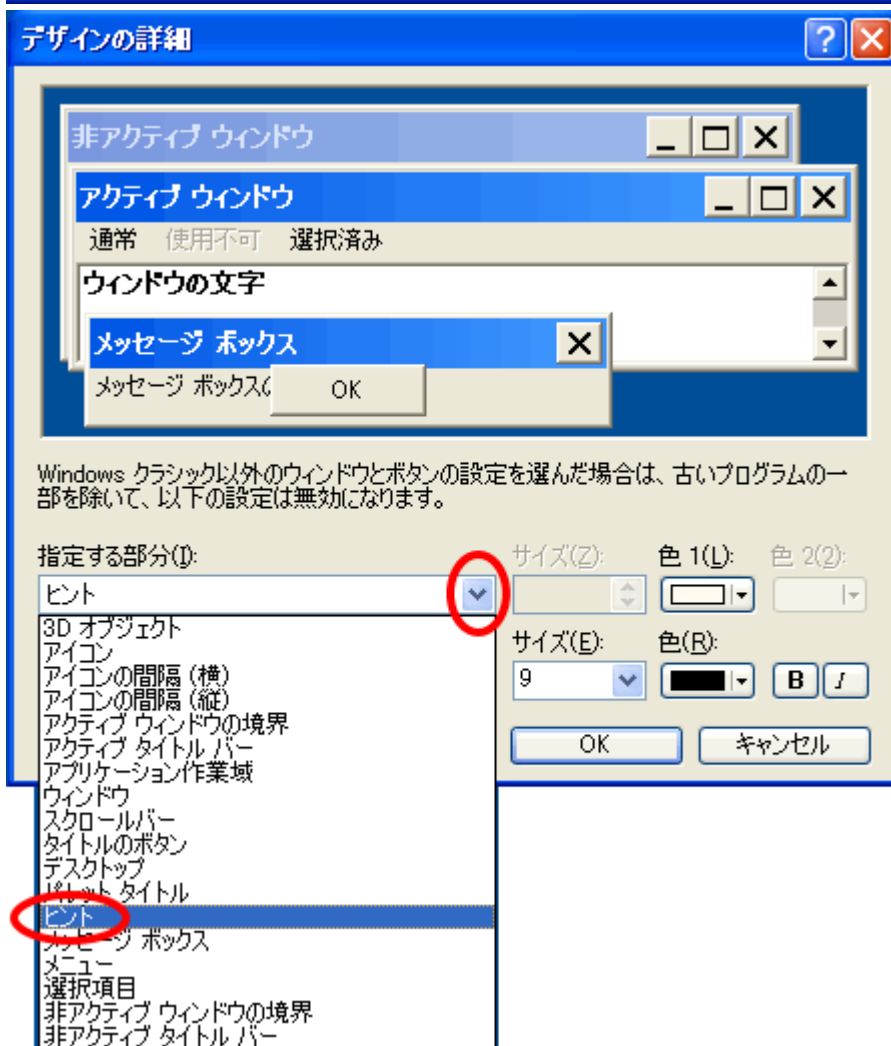 デザインの詳細
非アクティブ ウィンドウ
アクティブ ウィンドウ
通常 使用不可 選択済み
ウィンドウの文字
メッセージ ボックス
メッセージ ボックスの
OK
Windows クラシック以外のウィンドウとボタンの設定を選んだ場合は、古いプログラムの一
部を除いて、以下の設定は無効になります。
指定する部分(I): サイズ(Z): 色 1(L): 色 2(2):
ヒント
サイズ(E): 色(R):
9 B I
OK キャンセル
3D オブジェクト
アイコン
アイコンの間隔 (横)
アイコンの間隔 (縦)
アクティブ ウィンドウの境界
アクティブ タイトル バー
アプリケーション作業域
ウィンドウ
スクロールバー
タイトルのボタン
デスクトップ
パレット タイトル
ヒント
メッセージ ボックス
メニュー
選択項目
非アクティブ ウィンドウの境界
非アクティブ タイトル バー